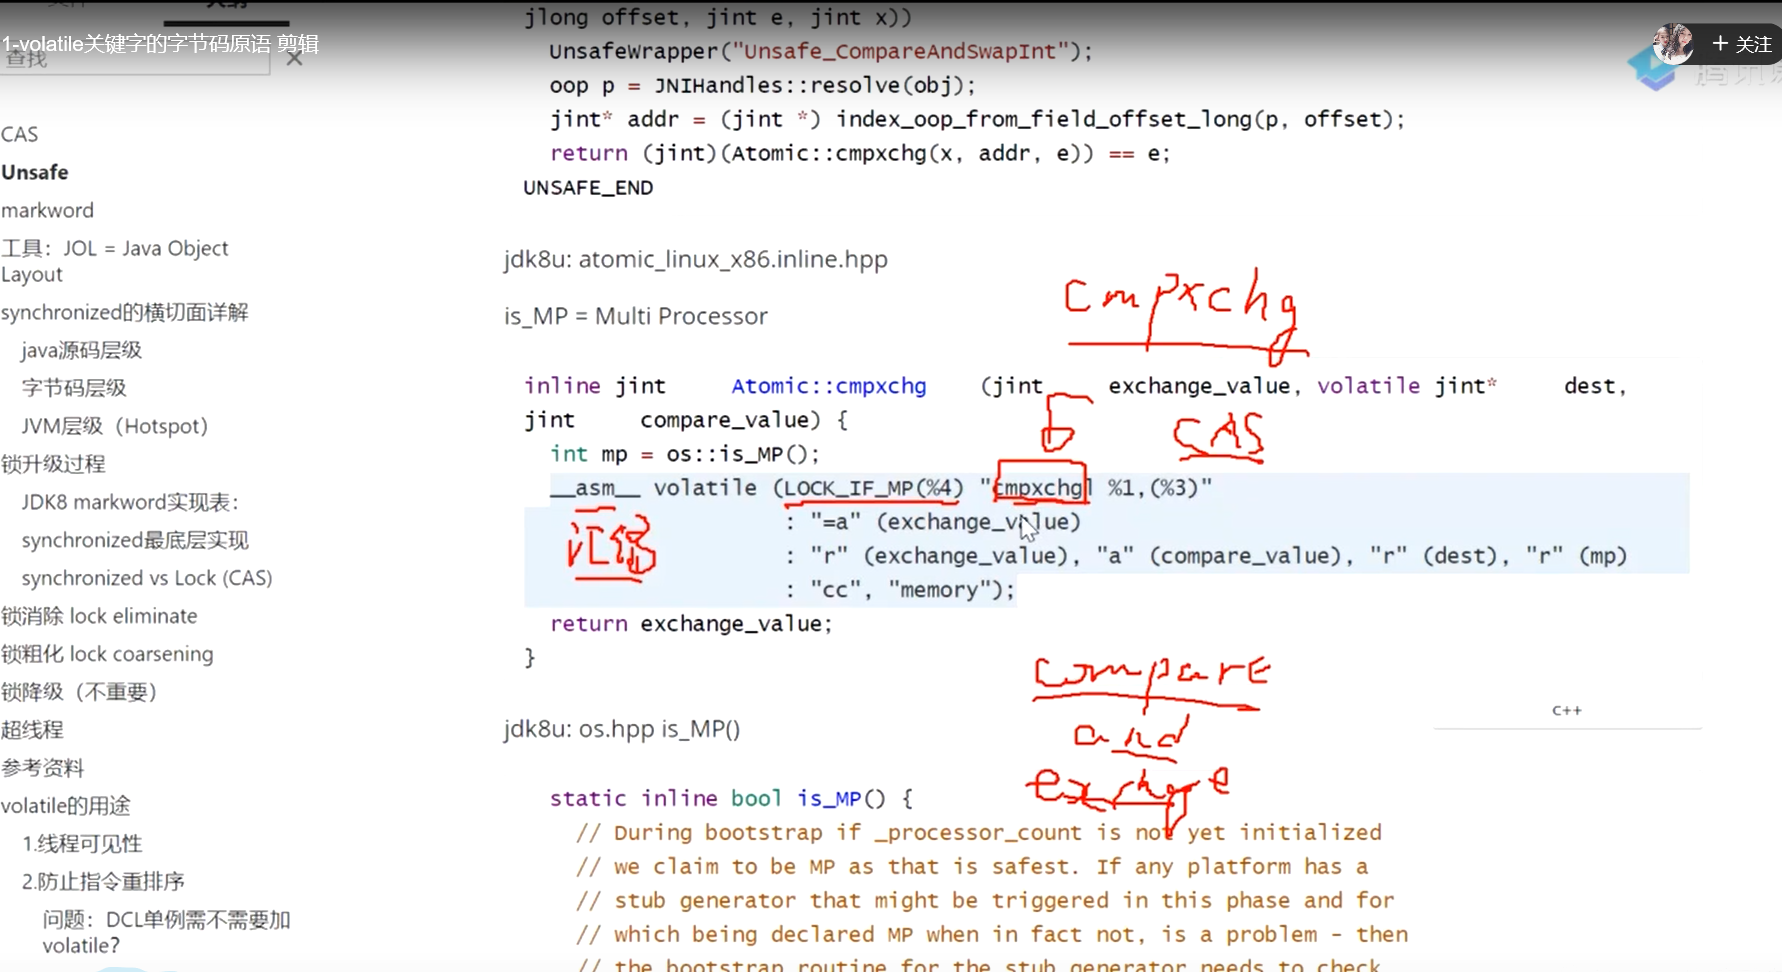 1-volatile关键字的字节码原语 剪辑
+ 关注
查找
CAS
Unsafe
markword
工具：JOL = Java Object
Layout
synchronized的横切面详解
java源码层级
字节码层级
JVM层级（Hotspot）
锁升级过程
JDK8 markword实现表：
synchronized最底层实现
synchronized vs Lock (CAS)
锁消除 lock eliminate
锁粗化 lock coarsening
锁降级（不重要）
超线程
参考资料
volatile的用途
1.线程可见性
2.防止指令重排序
问题：DCL单例需不需要加
volatile?
jlong offset, jint e, jint x))
UnsafeWrapper("Unsafe_CompareAndSwapInt");
oop p = JNIHandles::resolve(obj);
jint* addr = (jint *) index_oop_from_field_offset_long(p, offset);
return (jint)(Atomic::cmpxchg(x, addr, e)) == e;
UNSAFE_END
jdk8u: atomic_linux_x86.inline.hpp
cmpxchg
is_MP = Multi Processor
inline jint Atomic::cmpxchg (jint exchange_value, volatile jint* dest,
jint compare_value) {
CAS
int mp = os::is_MP();
__asm__ volatile (LOCK_IF_MP(%4) "cmpxchgl %1,(%3)"
: "=a" (exchange_value)
汇编
: "r" (exchange_value), "a" (compare_value), "r" (dest), "r" (mp)
: "cc", "memory");
return exchange_value;
}
compare
and
C++
jdk8u: os.hpp is_MP()
static inline bool is_MP() {
// During bootstrap if _processor_count is not yet initialized
// we claim to be MP as that is safest. If any platform has a
// stub generator that might be triggered in this phase and for
// which being declared MP when in fact not, is a problem - then
// the bootstrap routine for the stub generator needs to check